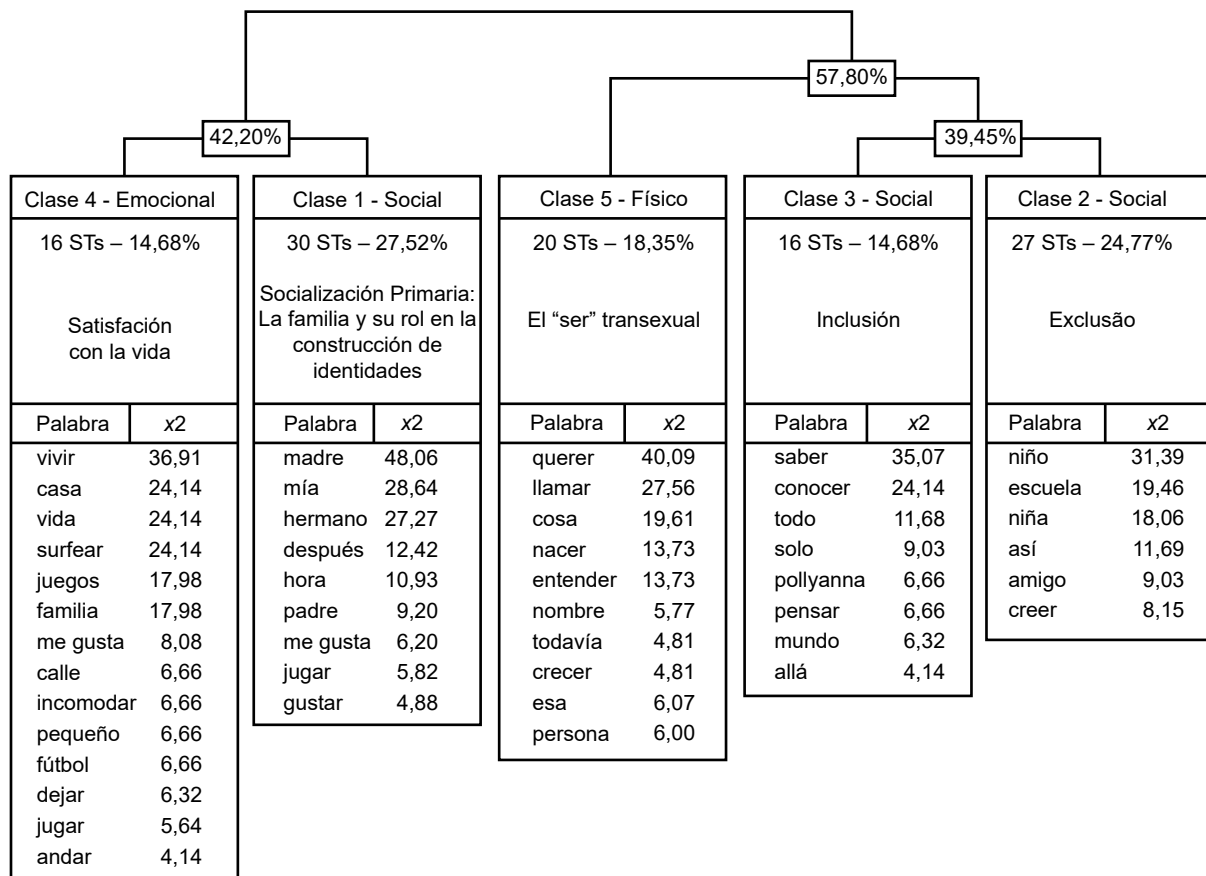 57,80%
42,20%
39,45%
Clase 4 - Emocional
16 STs – 14,68%
Satisfación
con la vida
Palabra x2
vivir 36,91
casa 24,14
vida 24,14
surfear 24,14
juegos 17,98
familia 17,98
me gusta 8,08
calle 6,66
incomodar 6,66
pequeño 6,66
fútbol 6,66
dejar 6,32
jugar 5,64
andar 4,14
Clase 1 - Social
30 STs – 27,52%
Socialización Primaria:
La familia y su rol en la
construcción de
identidades
Palabra x2
madre 48,06
mía 28,64
hermano 27,27
después 12,42
hora 10,93
padre 9,20
me gusta 6,20
jugar 5,82
gustar 4,88
Clase 5 - Físico
20 STs – 18,35%
El “ser” transexual
Palabra x2
querer 40,09
llamar 27,56
cosa 19,61
nacer 13,73
entender 13,73
nombre 5,77
todavía 4,81
crecer 4,81
esa 6,07
persona 6,00
Clase 3 - Social
16 STs – 14,68%
Inclusión
Palabra x2
saber 35,07
conocer 24,14
todo 11,68
solo 9,03
pollyanna 6,66
pensar 6,66
mundo 6,32
allá 4,14
Clase 2 - Social
27 STs – 24,77%
Exclusão
Palabra x2
niño 31,39
escuela 19,46
niña 18,06
así 11,69
amigo 9,03
creer 8,15